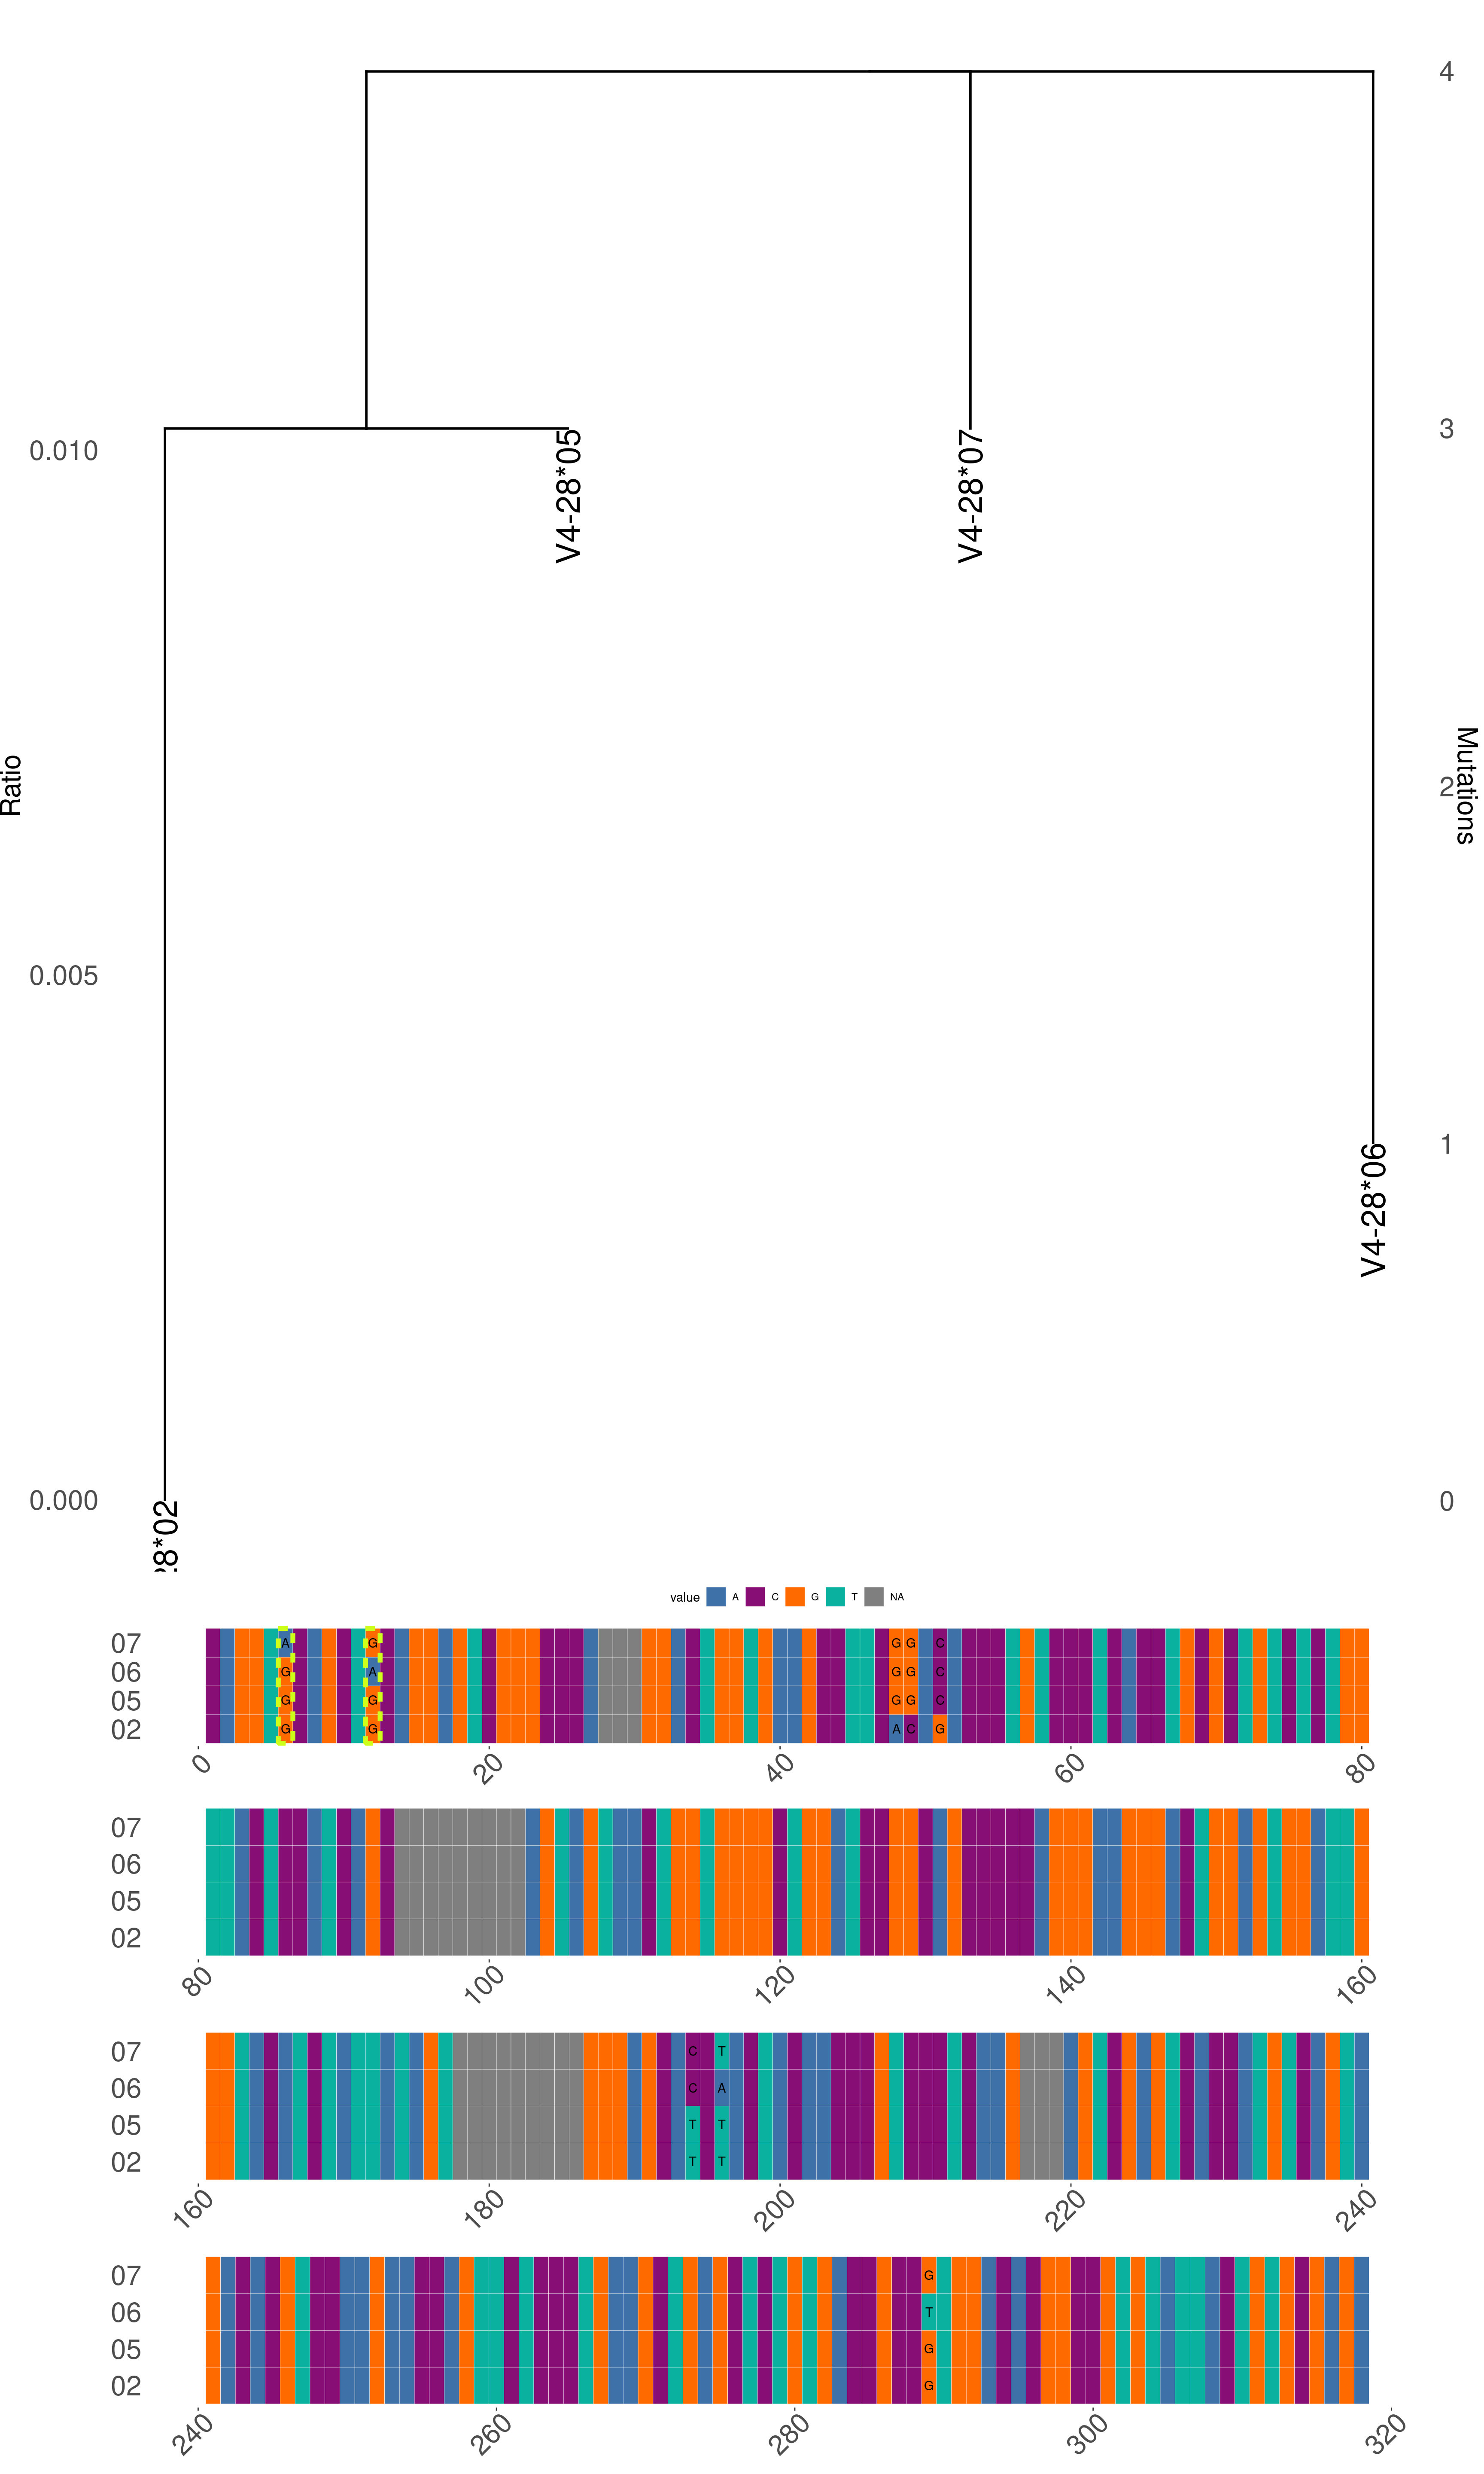 4
3
2
1
0
Mutations
Ratio
0.010
0.005
0.000
V4-28*05
V4-28*07
V4-28*06
8*02
value A C G T NA
07 A G G G C
06 G A G G C
05 G G G G C
02 G G A C G
0 20 40 60 80
07
06
05
02
80 100 120 140 160
07 C T
06 C A
05 T T
02 T T
160 180 200 220 240
07 G
06 T
05 G
02 G
240 260 280 300 320